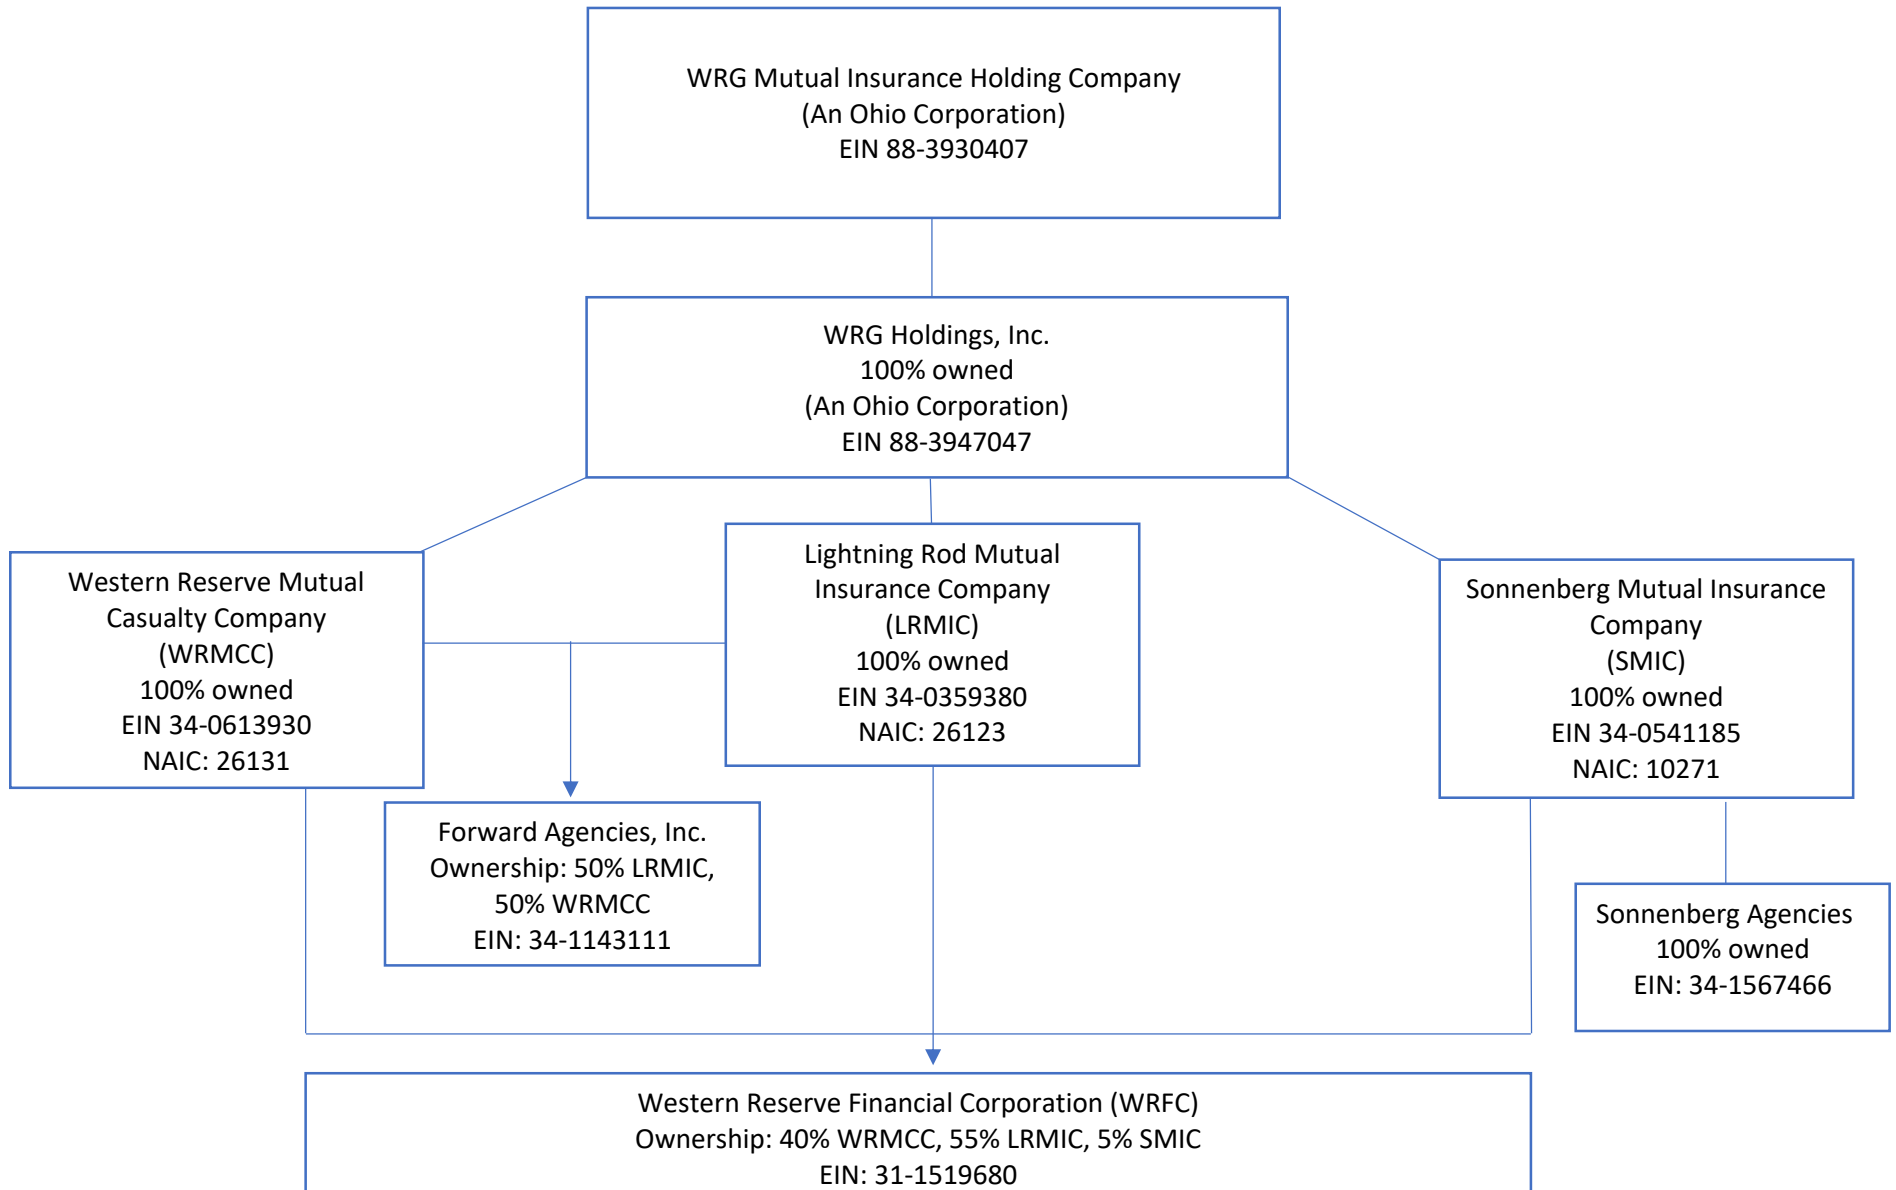 WRG Mutual Insurance Holding Company
(An Ohio Corporation)
EIN 88-3930407
WRG Holdings, Inc.
100% owned
(An Ohio Corporation)
EIN 88-3947047
Western Reserve Mutual
Casualty Company
(WRMCC)
100% owned
EIN 34-0613930
NAIC: 26131
Lightning Rod Mutual
Insurance Company
(LRMIC)
100% owned
EIN 34-0359380
NAIC: 26123
Sonnenberg Mutual Insurance
Company
(SMIC)
100% owned
EIN 34-0541185
NAIC: 10271
Forward Agencies, Inc.
Ownership: 50% LRMIC,
50% WRMCC
EIN: 34-1143111
Sonnenberg Agencies
100% owned
EIN: 34-1567466
Western Reserve Financial Corporation (WRFC)
Ownership: 40% WRMCC, 55% LRMIC, 5% SMIC
EIN: 31-1519680